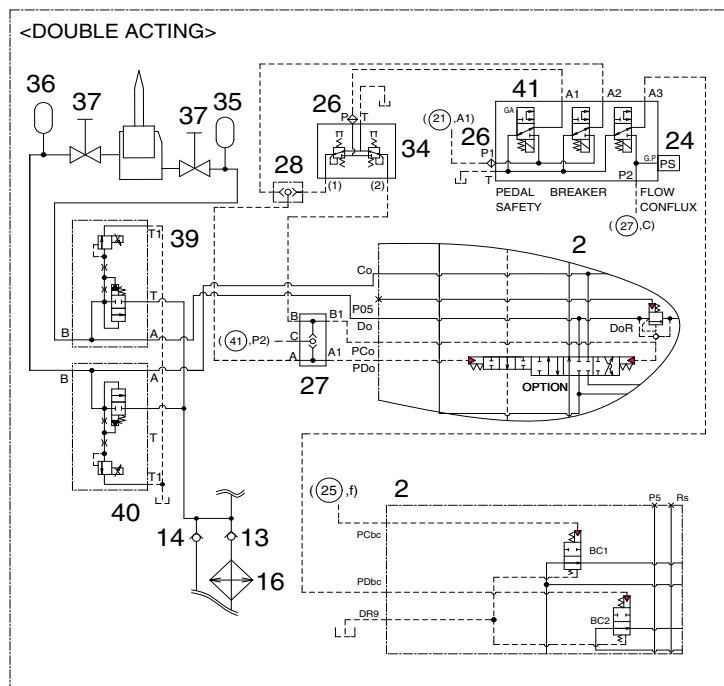 <DOUBLE ACTING>
36
37
37
35
26
P
T
34
(1)
(2)
28
41
A1
A2
A3
GA
(21,A1)
26
P1
T
24
G.P
PS
P2
PEDAL
SAFETY
BREAKER
FLOW
CONFLUX
(27,C)
39
T1
T
B
A
2
Co
P05
Do
DoR
PCo
PDo
OPTION
B
B1
C
(41,P2)
A
A1
27
B
A
T
T1
40
14
13
16
(25,f)
2
P5
Rs
PCbc
BC1
PDbc
DR9
BC2